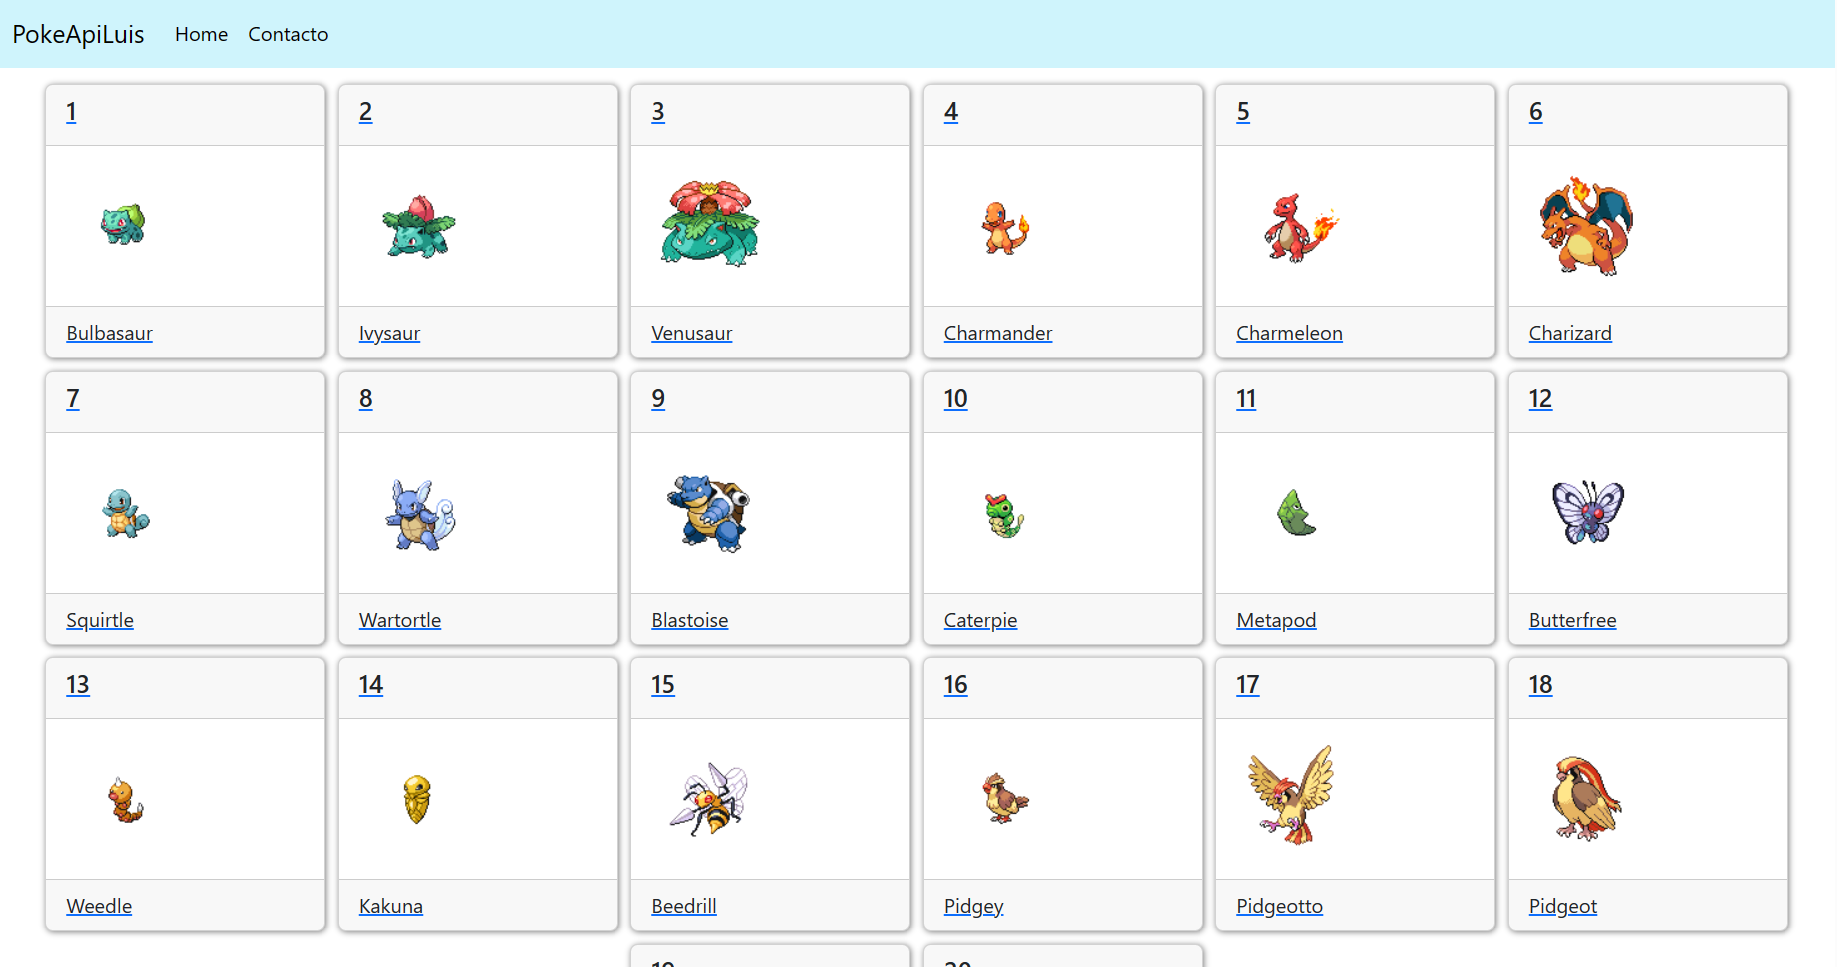 PokeApiLuis Home Contacto
1 2 3 4 5 6
Bulbasaur Ivysaur Venusaur Charmander Charmeleon Charizard
7 8 9 10 11 12
Squirtle Wartortle Blastoise Caterpie Metapod Butterfree
13 14 15 16 17 18
Weedle Kakuna Beedrill Pidgey Pidgeotto Pidgeot
19 20